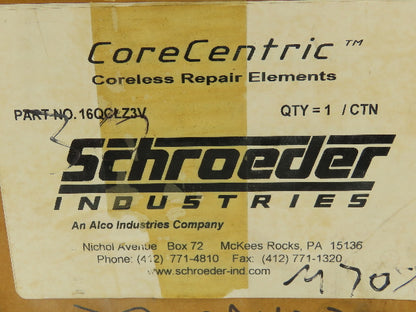 CoreCentric™
Coreless Repair Elements
PART NO. 16QCLZ3V QTY = 1 / CTN
Schroeder
INDUSTRIES
An Alco Industries Company
Nichol Avenue Box 72 McKees Rocks, PA 15136
Phone: (412) 771-4810 Fax: (412) 771-1320
www.schroeder-ind.com